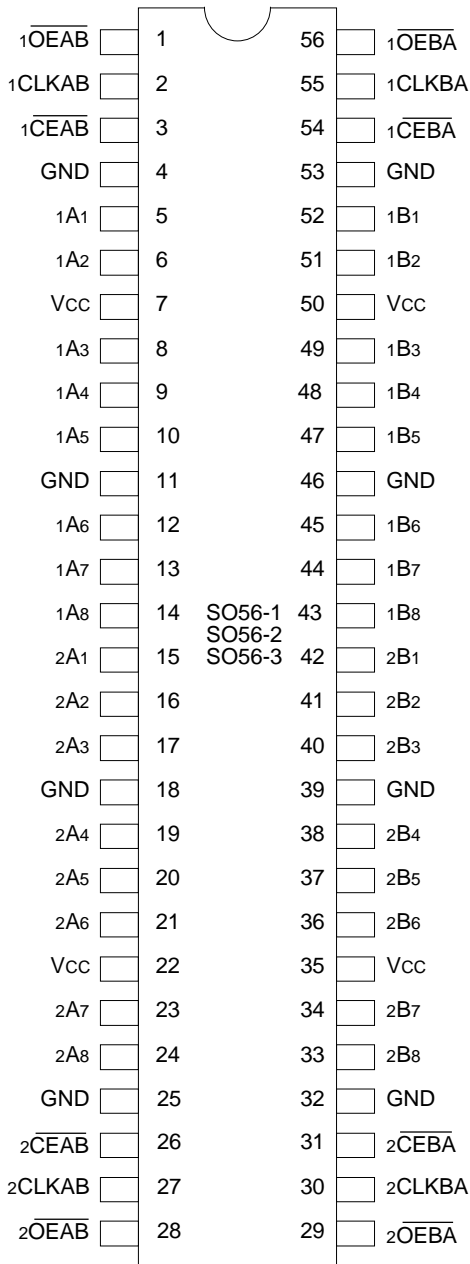 1OEAB 1 56 1OEBA
1CLKAB 2 55 1CLKBA
1CEAB 3 54 1CEBA
GND 4 53 GND
1A1 5 52 1B1
1A2 6 51 1B2
VCC 7 50 VCC
1A3 8 49 1B3
1A4 9 48 1B4
1A5 10 47 1B5
GND 11 46 GND
1A6 12 45 1B6
1A7 13 44 1B7
1A8 14 SO56-1 43 1B8
SO56-2
2A1 15 SO56-3 42 2B1
2A2 16 41 2B2
2A3 17 40 2B3
GND 18 39 GND
2A4 19 38 2B4
2A5 20 37 2B5
2A6 21 36 2B6
VCC 22 35 VCC
2A7 23 34 2B7
2A8 24 33 2B8
GND 25 32 GND
2CEAB 26 31 2CEBA
2CLKAB 27 30 2CLKBA
2OEAB 28 29 2OEBA